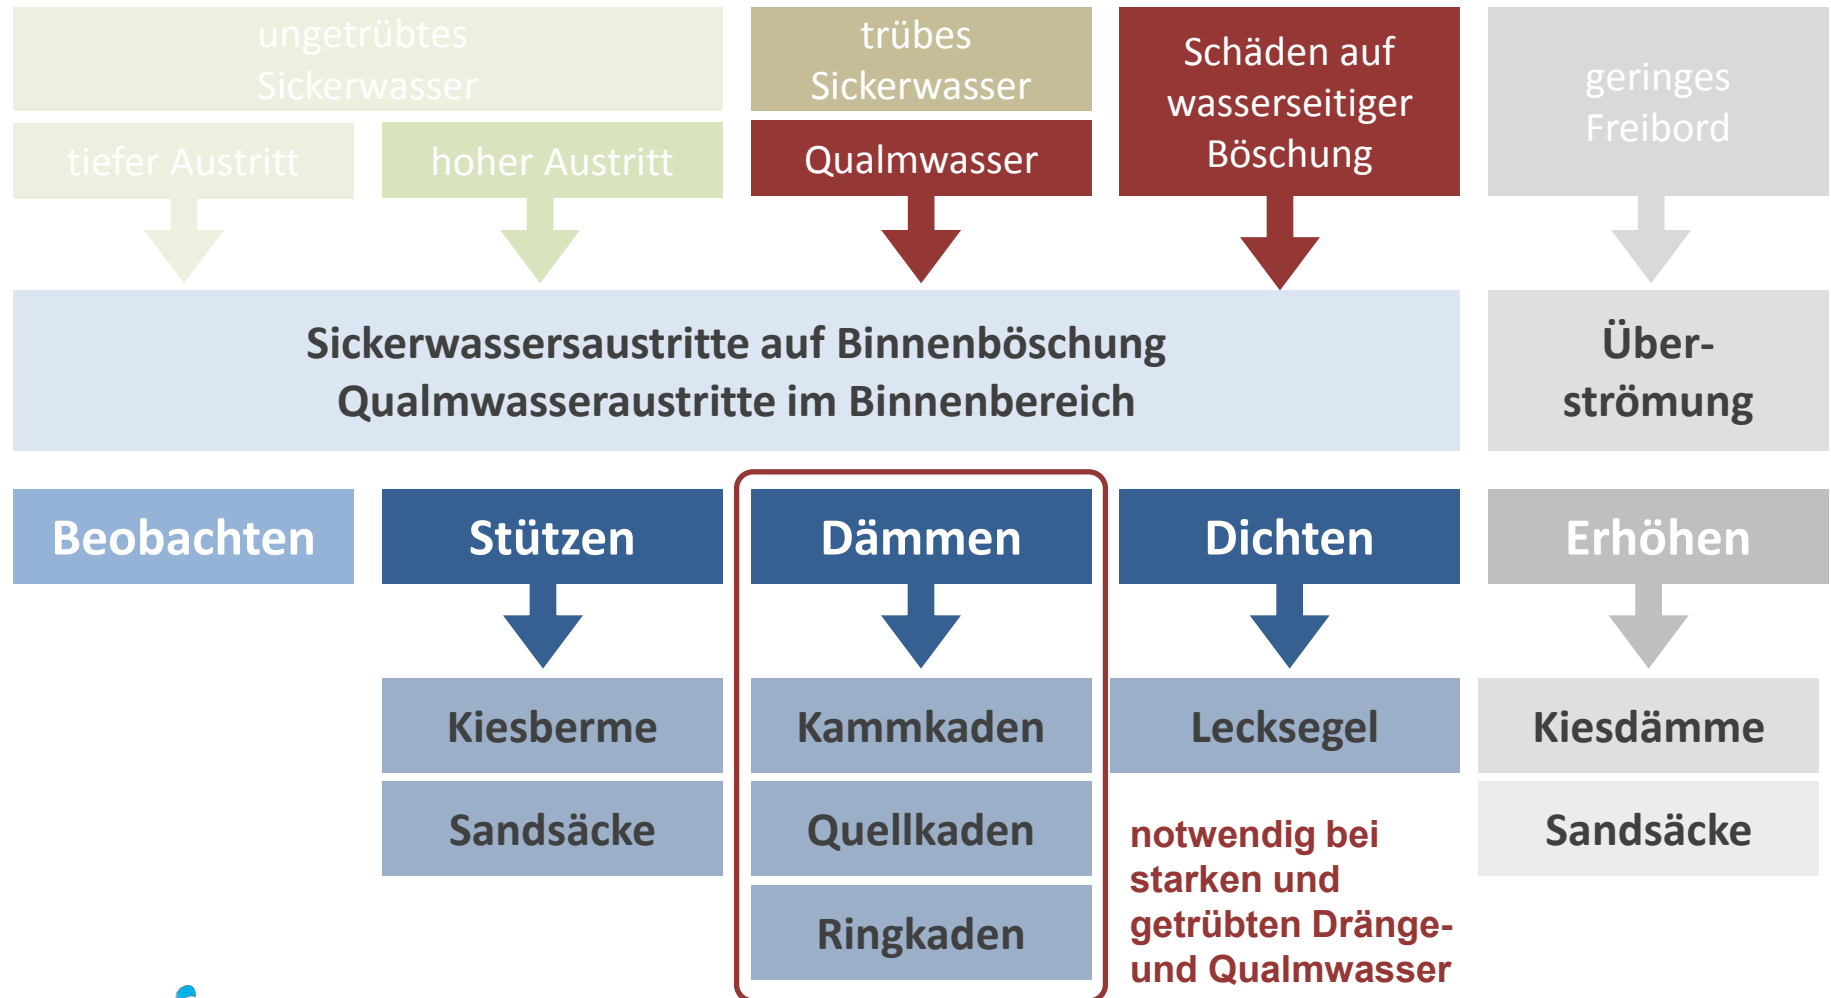 ungetrübtes
Sickerwasser
trübes
Sickerwasser
Schäden auf
wasserseitiger
Böschung
geringes
Freibord
tiefer Austritt
hoher Austritt
Qualmwasser
Sickerwassersaustritte auf Binnenböschung
Qualmwasseraustritte im Binnenbereich
Über-
strömung
Beobachten
Stützen
Dämmen
Dichten
Erhöhen
Kiesberme
Kammkaden
Lecksegel
Kiesdämme
Sandsäcke
Quellkaden
Sandsäcke
Ringkaden
notwendig bei
starken und
getrübten Dränge-
und Qualmwasser